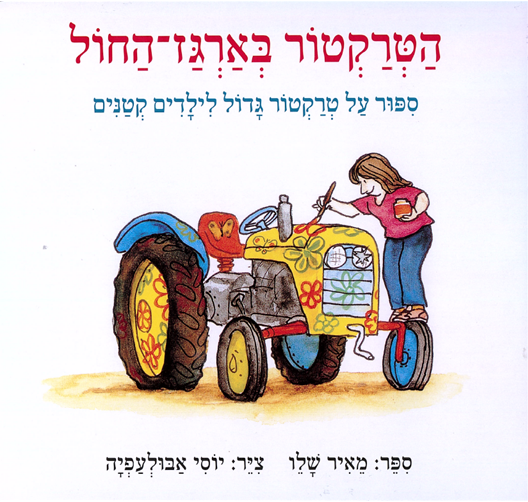 הַטְּרַקְטוֹר בְּאַרְגַּז־הַחוֹל
סִפּוּר עַל טְרַקְטוֹר גָּדוֹל לִילָדִים קְטַנִּים
סִפֵּר: מֵאִיר שָׁלֵו צִיֵּר: יוֹסִי אַבּוּלְעַפְיָה